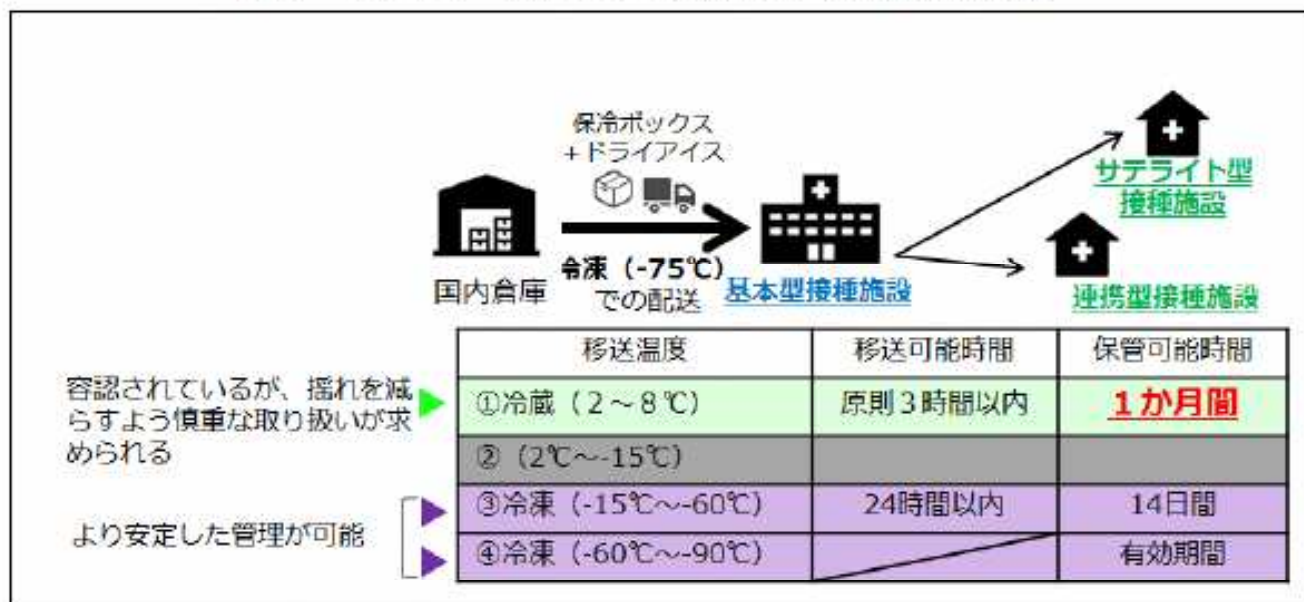 保冷ボックス
+ドライアイス
国内倉庫
冷凍（-75℃）
での配送
基本型接種施設
サテライト型
接種施設
連携型接種施設
移送温度 移送可能時間 保管可能時間
容認されているが、揺れを減
らすよう慎重な取り扱いが求
められる
①冷蔵（２～８℃） 原則３時間以内 １か月間
②（2℃～-15℃）
より安定した管理が可能
③冷凍（-15℃～-60℃） 24時間以内 14日間
④冷凍（-60℃～-90℃） 有効期間